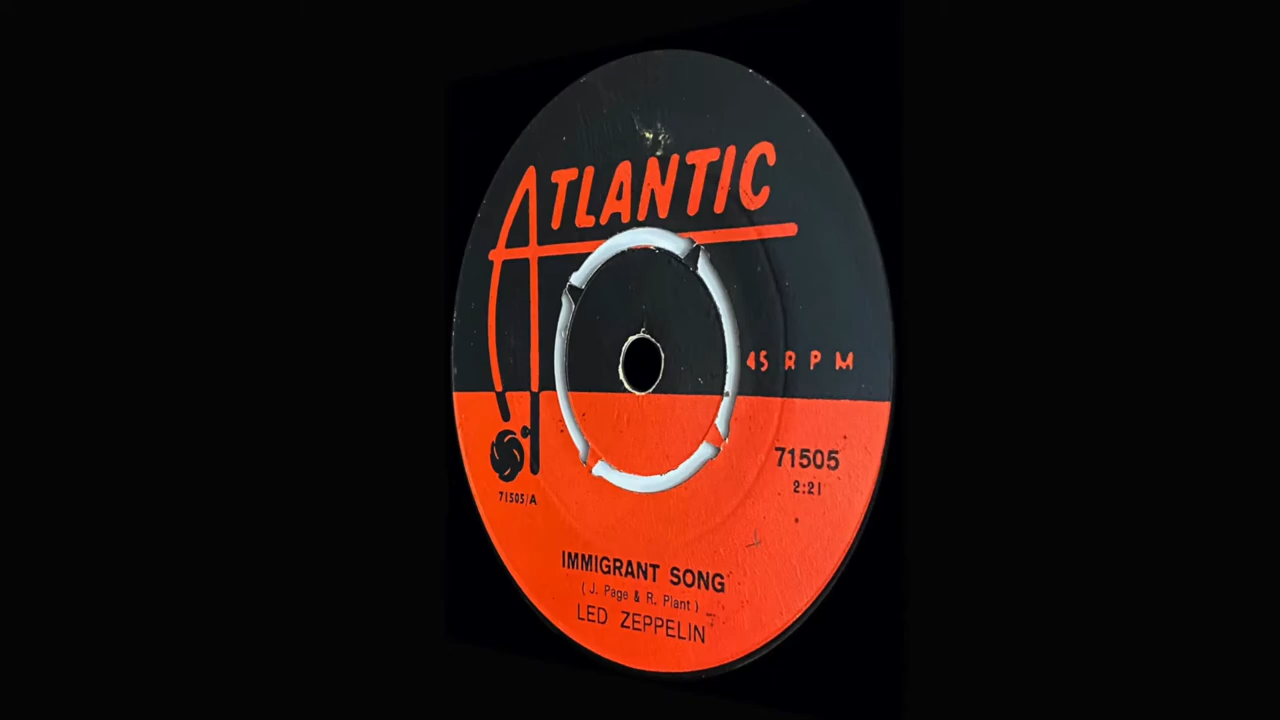 ATLANTIC
45 RPM
71505
2:21
71505/A
IMMIGRANT SONG
(J. Page & R. Plant)
LED ZEPPELIN